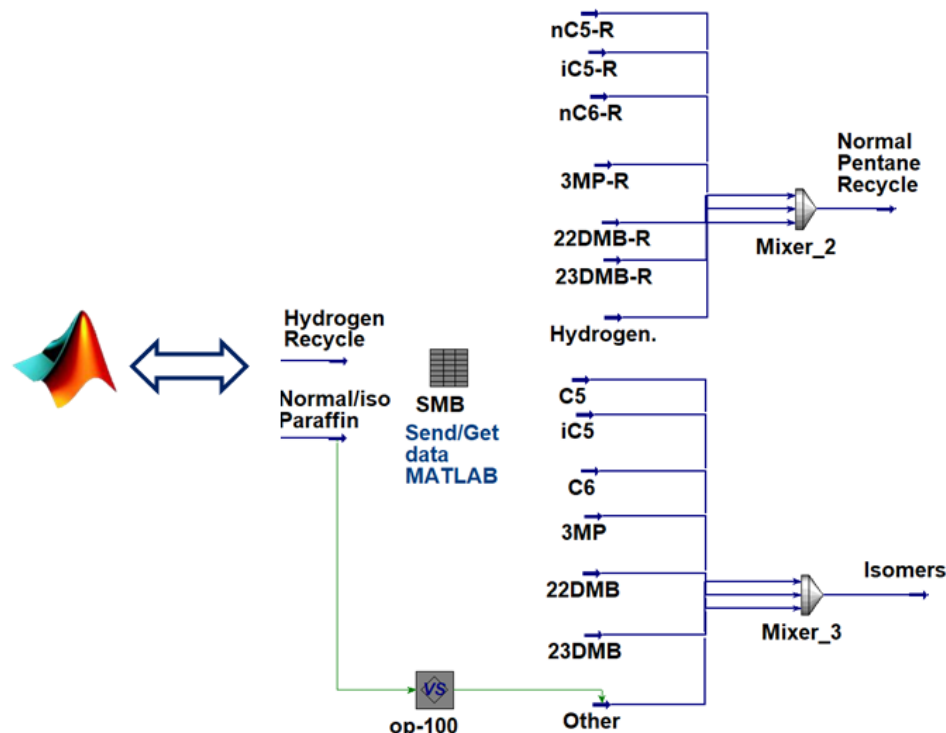 nC5-R
iC5-R
nC6-R
3MP-R
22DMB-R
23DMB-R
Hydrogen.
Normal
Pentane
Recycle
Mixer_2
Hydrogen
Recycle
Normal/iso
Paraffin
SMB
Send/Get
data
MATLAB
C5
iC5
C6
3MP
22DMB
23DMB
Other
Isomers
Mixer_3
VS
op-100